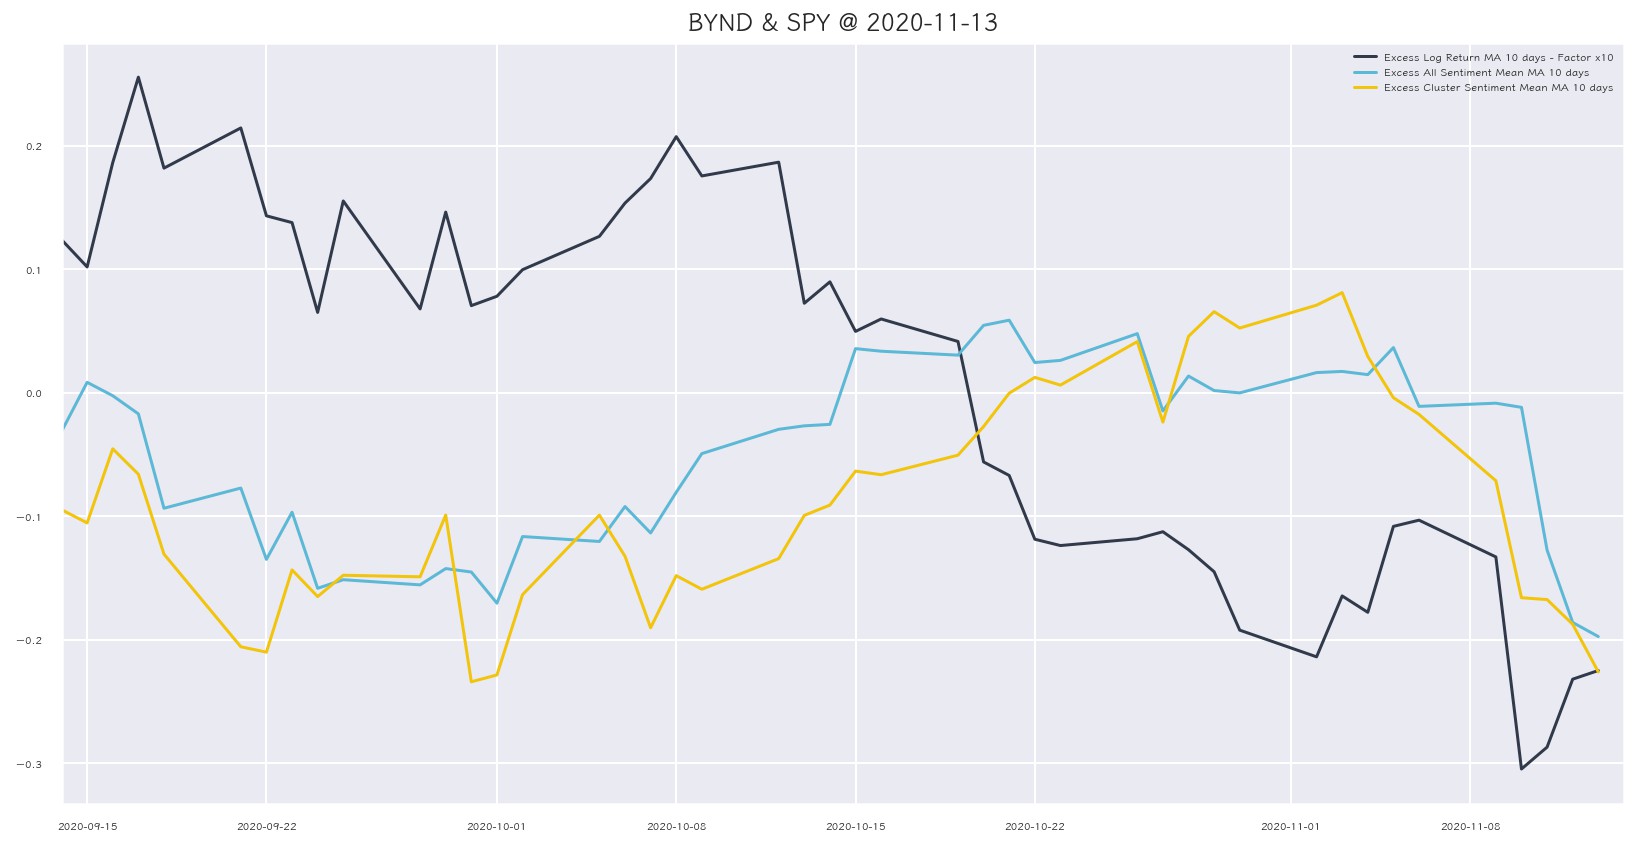 BYND & SPY @ 2020-11-13
Excess Log Return MA 10 days - Factor x10
Excess All Sentiment Mean MA 10 days
Excess Cluster Sentiment Mean MA 10 days
0.2
0.1
0.0
−0.1
−0.2
−0.3
2020-09-15 2020-09-22 2020-10-01 2020-10-08 2020-10-15 2020-10-22 2020-11-01 2020-11-08